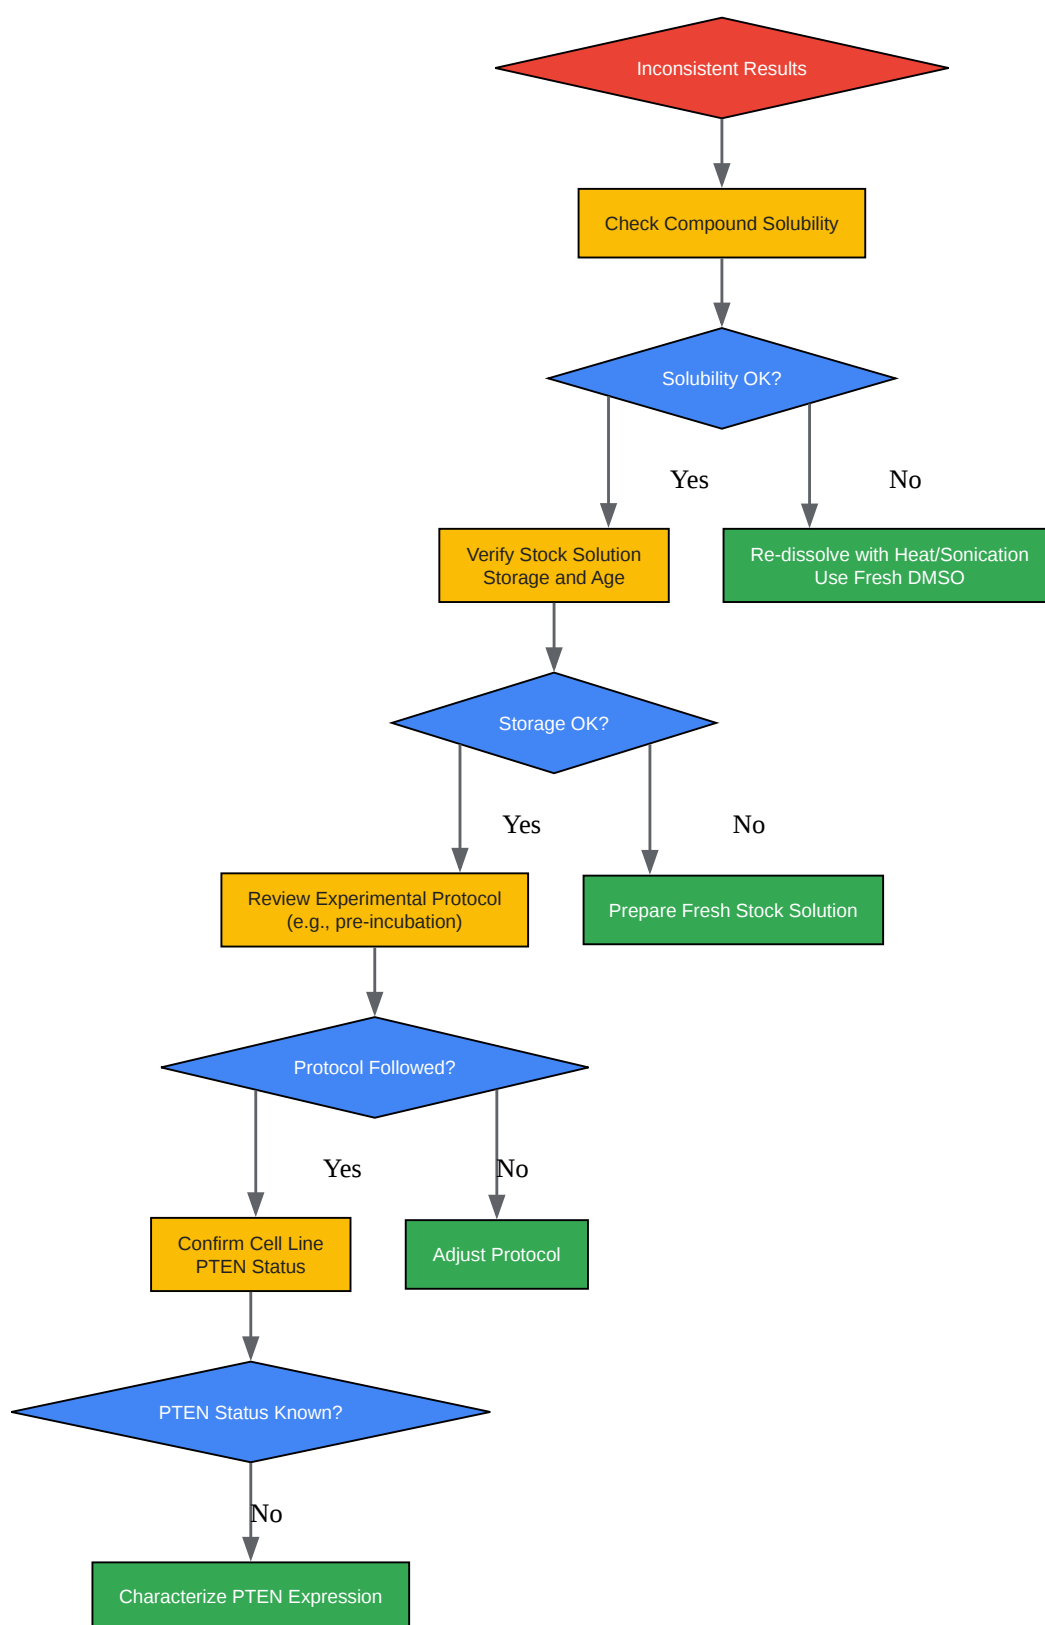 Inconsistent Results
Check Compound Solubility
Solubility OK?
Yes
No
Verify Stock Solution
Storage and Age
Re-dissolve with Heat/Sonication
Use Fresh DMSO
Storage OK?
Yes
No
Review Experimental Protocol
(e.g., pre-incubation)
Prepare Fresh Stock Solution
Protocol Followed?
Yes
No
Confirm Cell Line
PTEN Status
Adjust Protocol
PTEN Status Known?
No
Characterize PTEN Expression